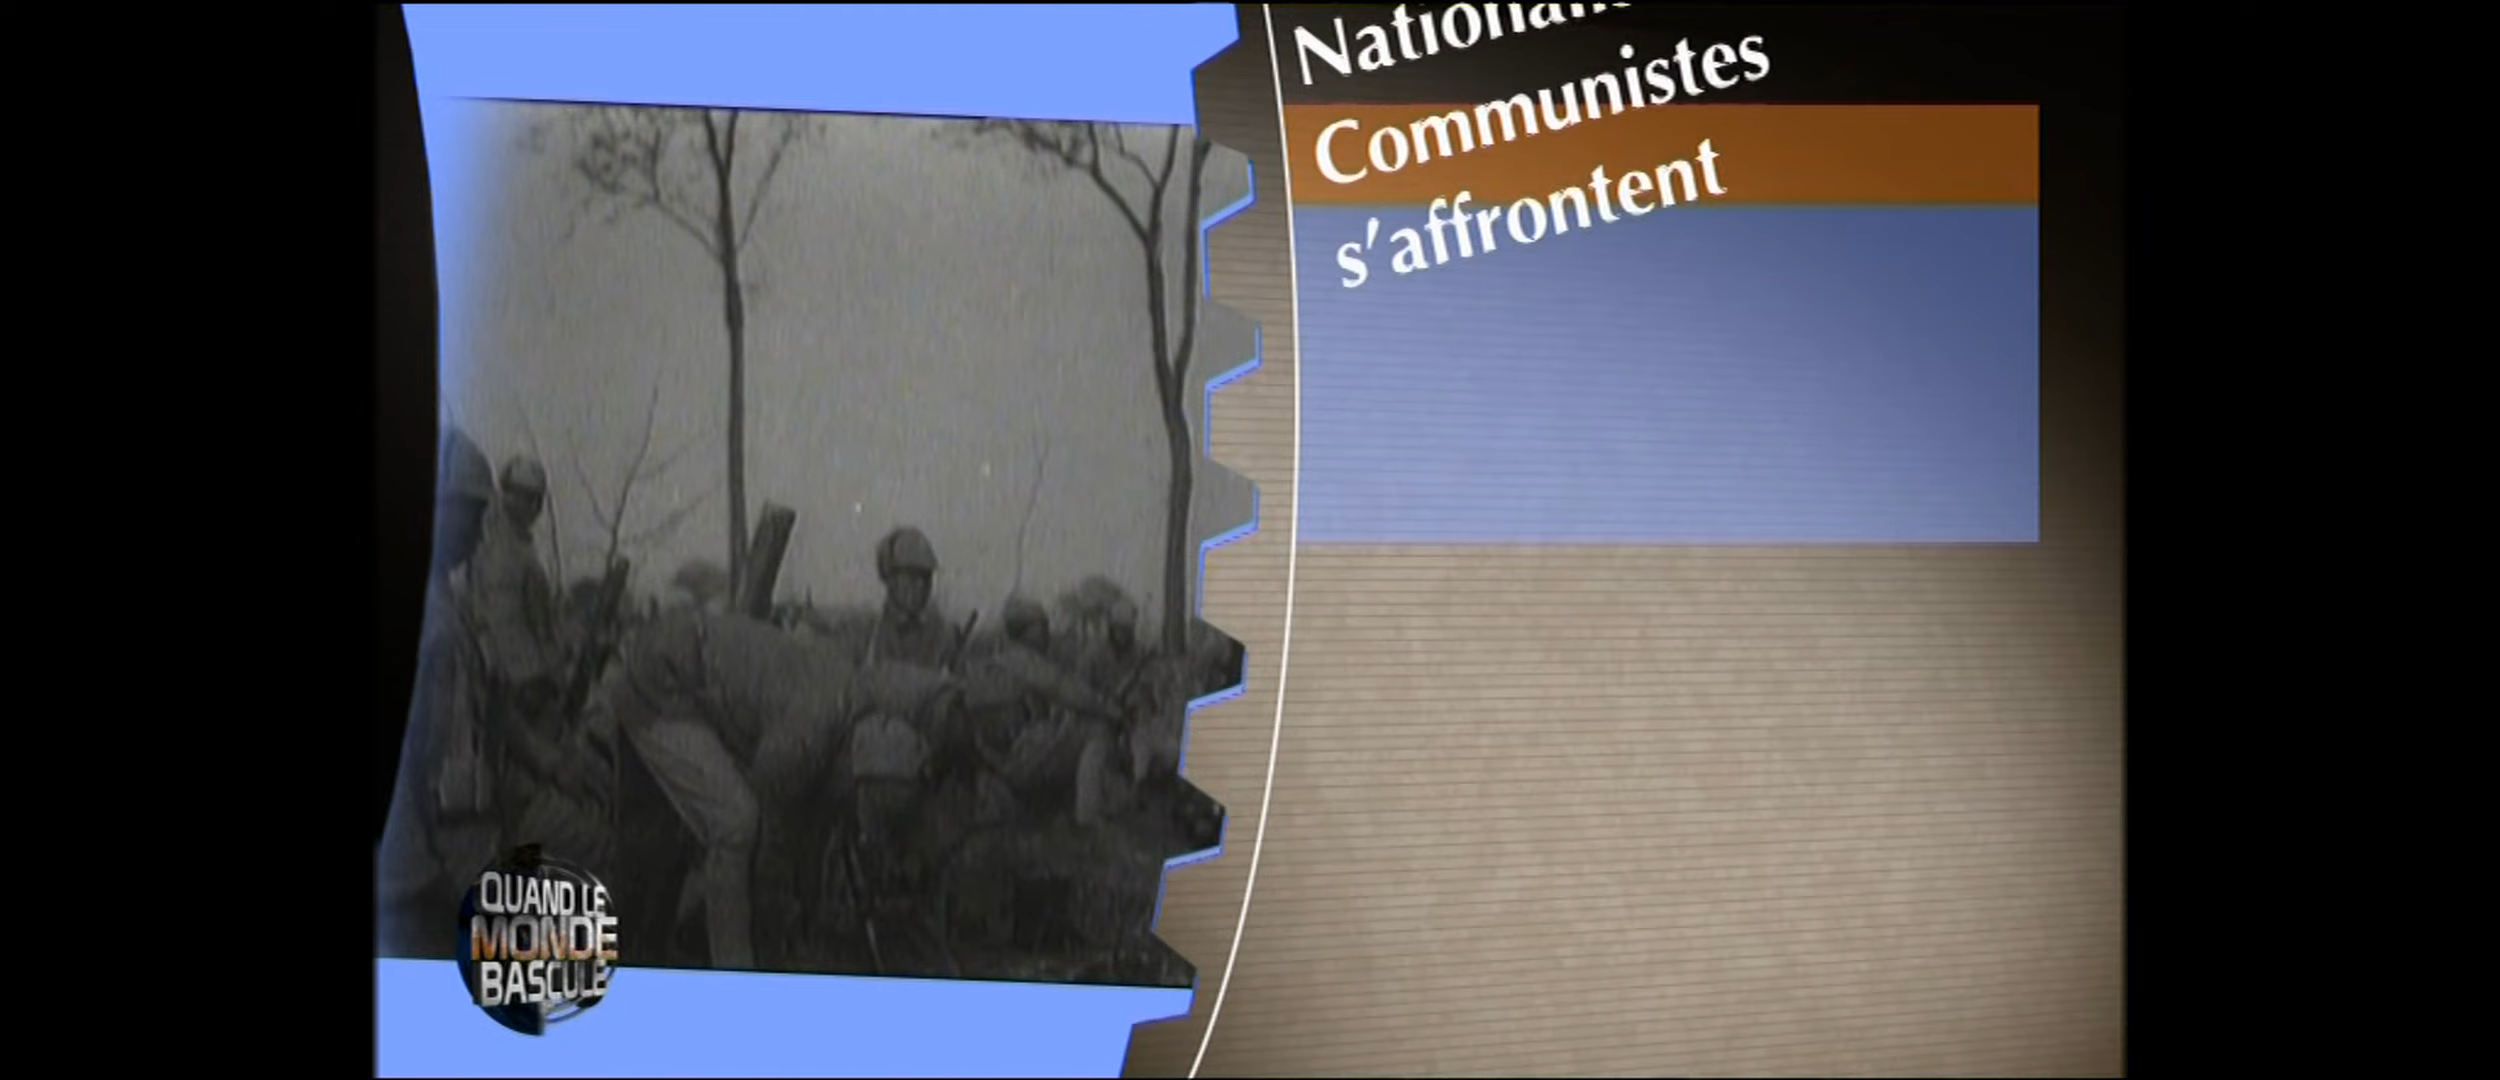 Communistes
s'affrontent
QUAND LE
MONDE
BASCULE